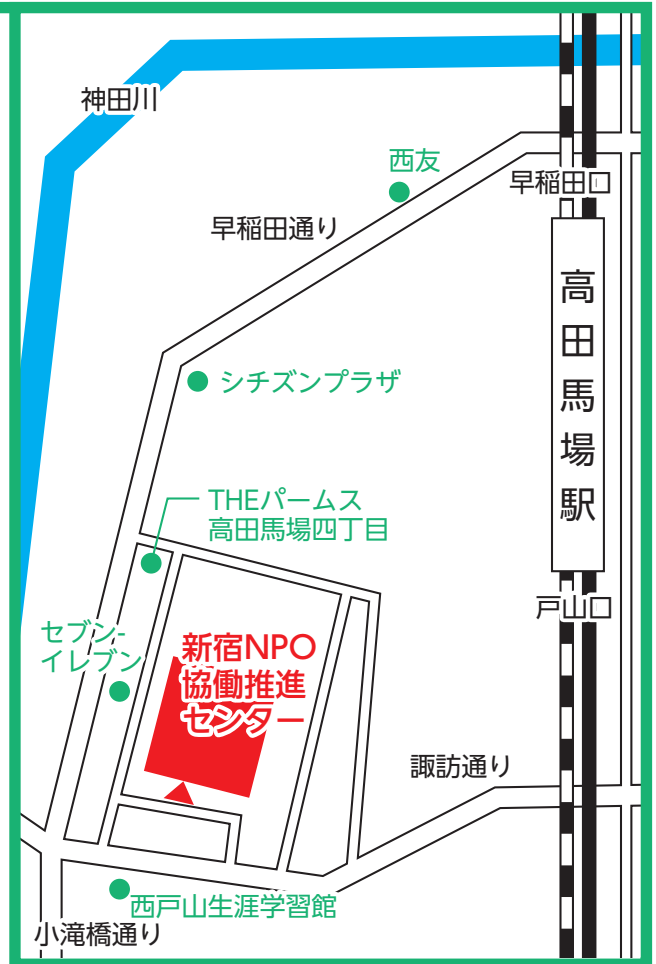 神田川
西友
早稲田口
早稲田通り
高田馬場駅
シチズンプラザ
THEパームス
高田馬場四丁目
戸山口
セブン-
イレブン
新宿NPO
協働推進
センター
諏訪通り
西戸山生涯学習館
小滝橋通り